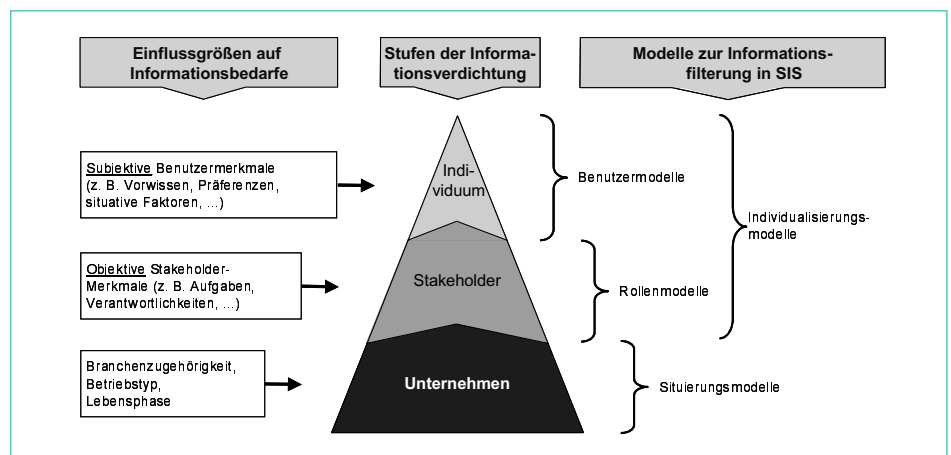 Einflussgrößen auf
Informationsbedarfe
Stufen der Informa-
tionsverdichtung
Modelle zur Informations-
filterung in SIS
Subjektive Benutzermerkmale
(z. B. Vorwissen, Präferenzen,
situative Faktoren, ...)
Indi-
viduum
Benutzermodelle
Individualisierungs-
modelle
Objektive Stakeholder-
Merkmale (z. B. Aufgaben,
Verantwortlichkeiten, ...)
Stakeholder
Rollenmodelle
Branchenzugehörigkeit,
Betriebstyp,
Lebensphase
Unternehmen
Situierungsmodelle